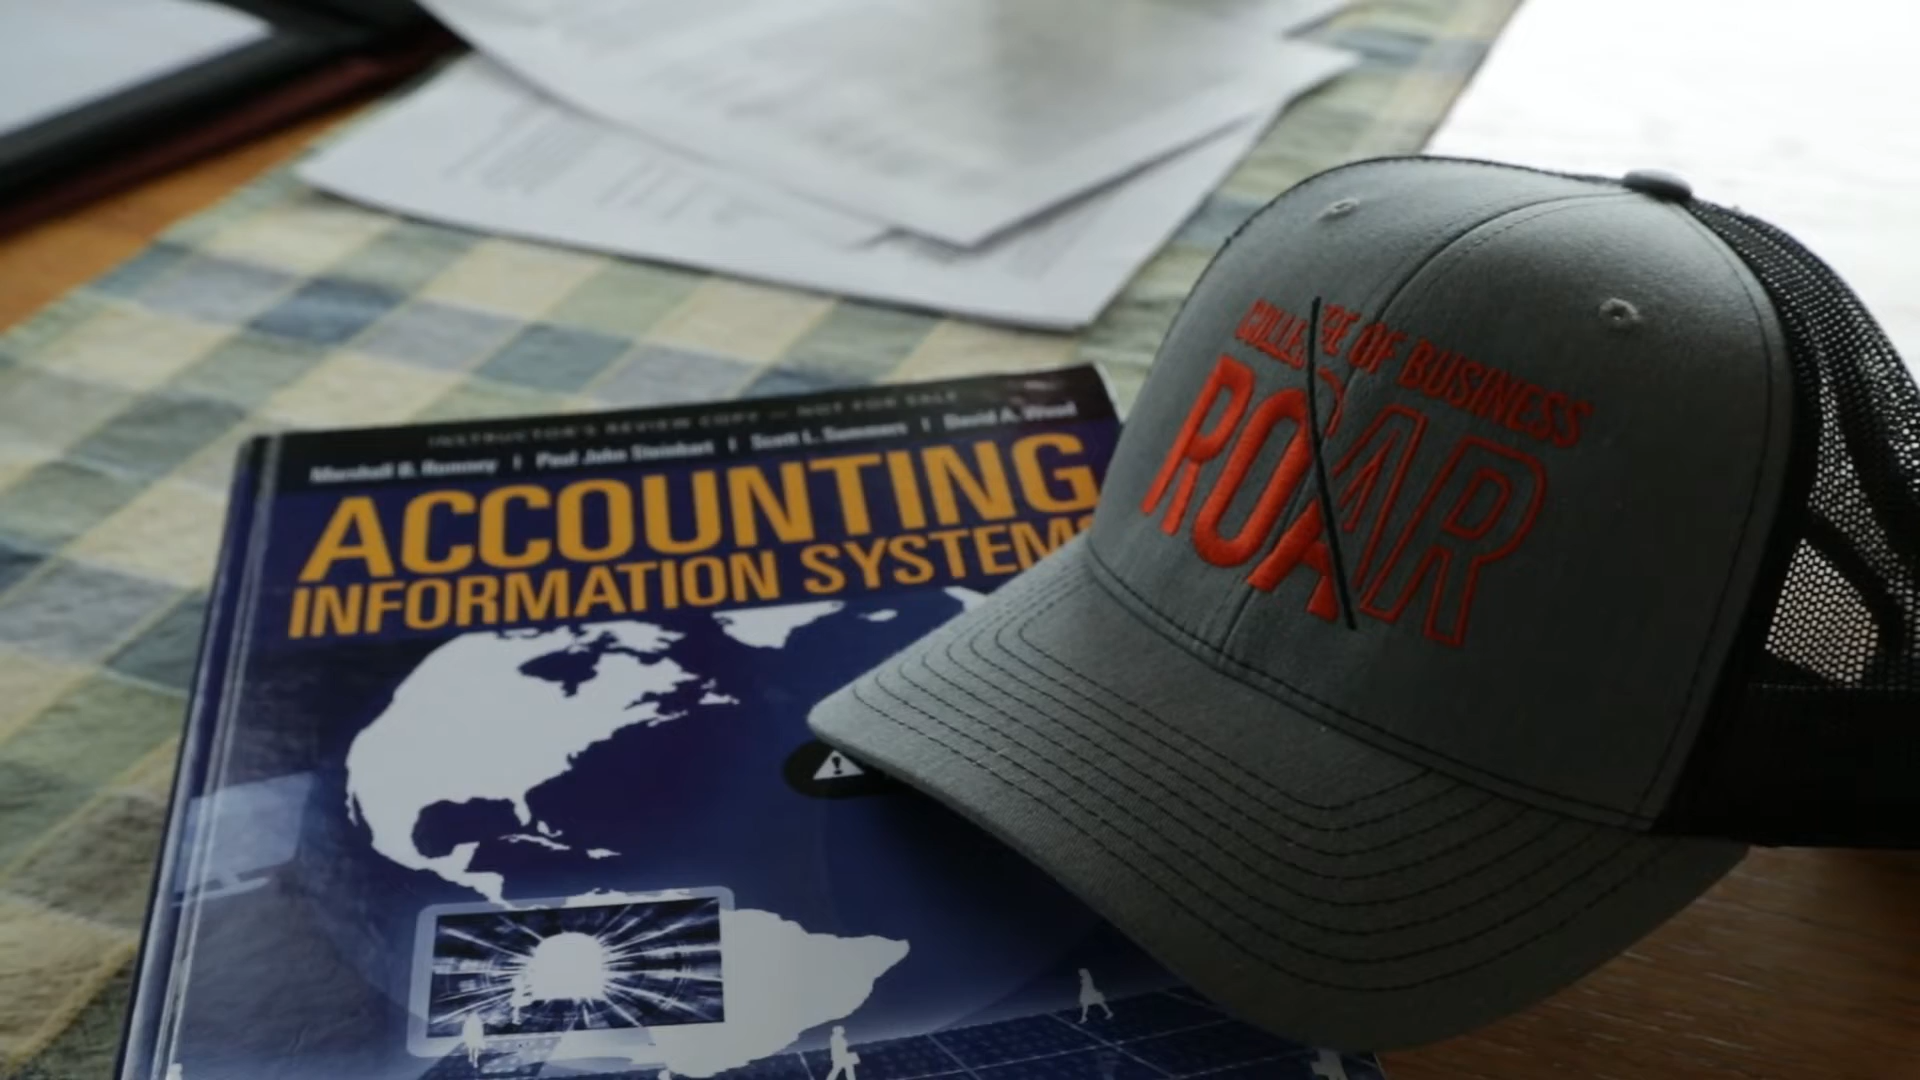 INSTRUCTOR'S REVIEW COPY — NOT FOR SALE
Marshall B. Romney | Paul John Steinbart | Scott L. Summers | David A. Wood
ACCOUNTING
INFORMATION SYSTEMS
COLLEGE OF BUSINESS
ROAR